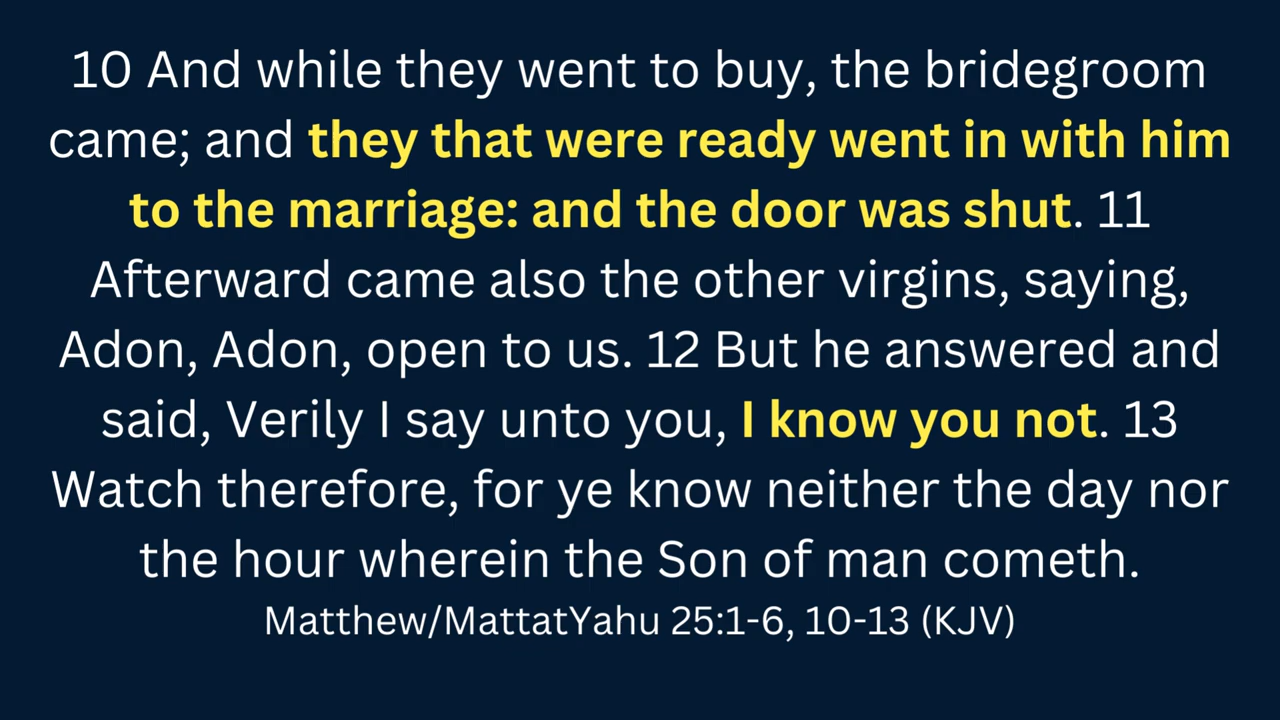 10 And while they went to buy, the bridegroom
came; and they that were ready went in with him
to the marriage: and the door was shut. 11
Afterward came also the other virgins, saying,
Adon, Adon, open to us. 12 But he answered and
said, Verily I say unto you, I know you not. 13
Watch therefore, for ye know neither the day nor
the hour wherein the Son of man cometh.
Matthew/MattatYahu 25:1-6, 10-13 (KJV)